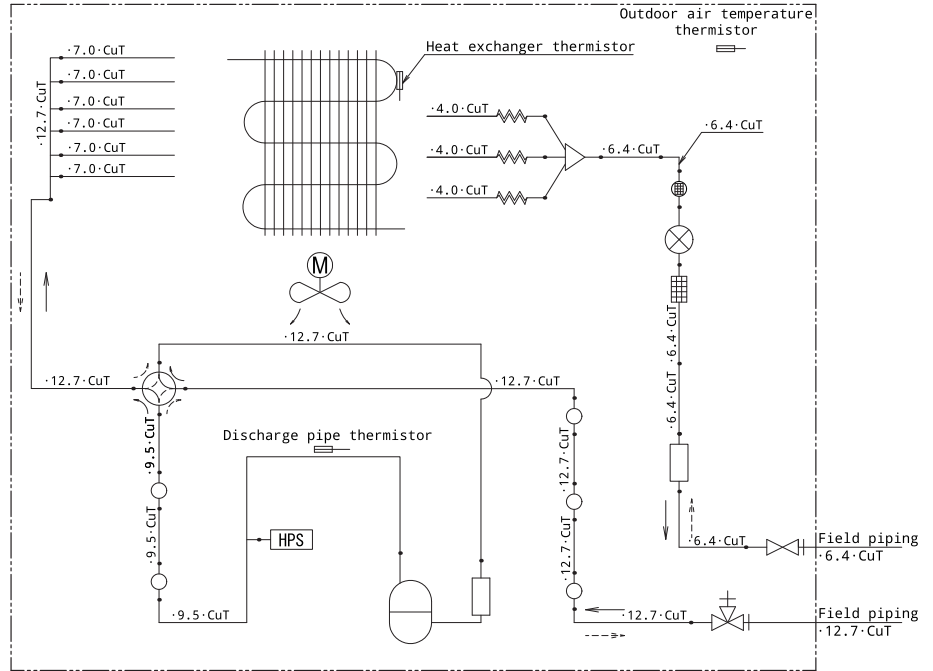 Outdoor air temperature
thermistor
Heat exchanger thermistor
·7.0·CuT
·7.0·CuT
·7.0·CuT
·7.0·CuT
·7.0·CuT
·7.0·CuT
·12.7·CuT
·4.0·CuT
·4.0·CuT
·4.0·CuT
·6.4·CuT
·6.4·CuT
M
·12.7·CuT
·6.4·CuT
·6.4·CuT
·12.7·CuT
·12.7·CuT
Discharge pipe thermistor
·9.5·CuT
·9.5·CuT
·12.7·CuT
·12.7·CuT
HPS
·6.4·CuT
Field piping
·6.4·CuT
·9.5·CuT
·12.7·CuT
Field piping
·12.7·CuT